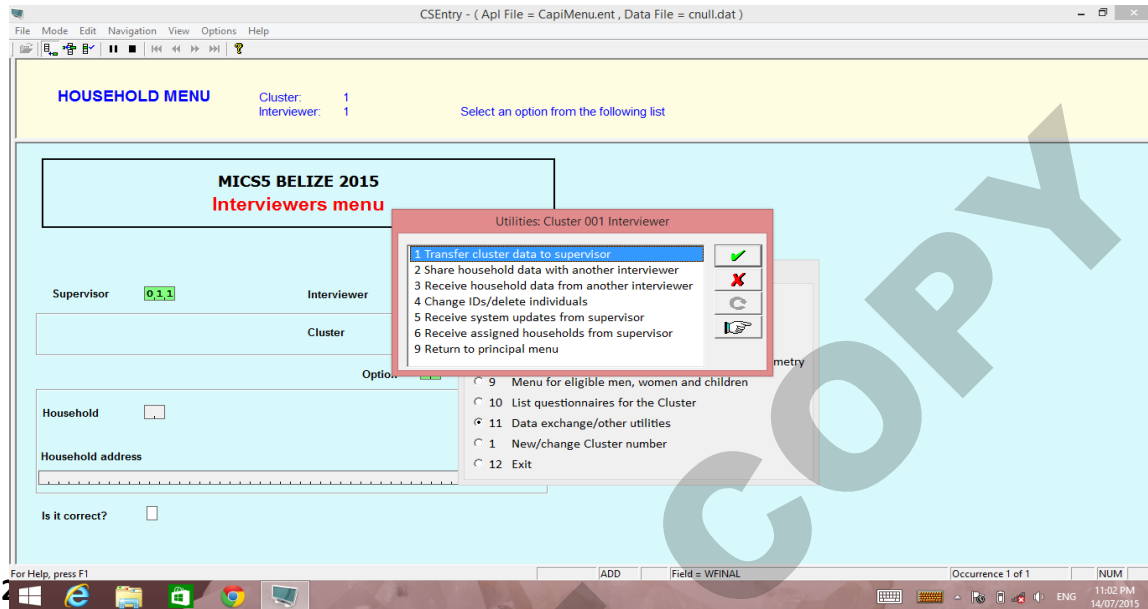 CSEntry - ( Apl File = CapiMenu.ent , Data File = cnull.dat )
File Mode Edit Navigation View Options Help
HOUSEHOLD MENU
Cluster: 1
Interviewer: 1
Select an option from the following list
MICS5 BELIZE 2015
Interviewers menu
Utilities: Cluster 001 Interviewer
1 Transfer cluster data to supervisor
2 Share household data with another interviewer
3 Receive household data from another interviewer
4 Change IDs/delete individuals
5 Receive system updates from supervisor
6 Receive assigned households from supervisor
9 Return to principal menu
Supervisor 0,1,1
Interviewer
Cluster
metry
Option
9 Menu for eligible men, women and children
10 List questionnaires for the Cluster
11 Data exchange/other utilities
1 New/change Cluster number
12 Exit
Household
Household address
Is it correct?
For Help, press F1
ADD
Field = WFINAL
Occurrence 1 of 1
NUM
ENG
11:02 PM
14/07/2015
COPY